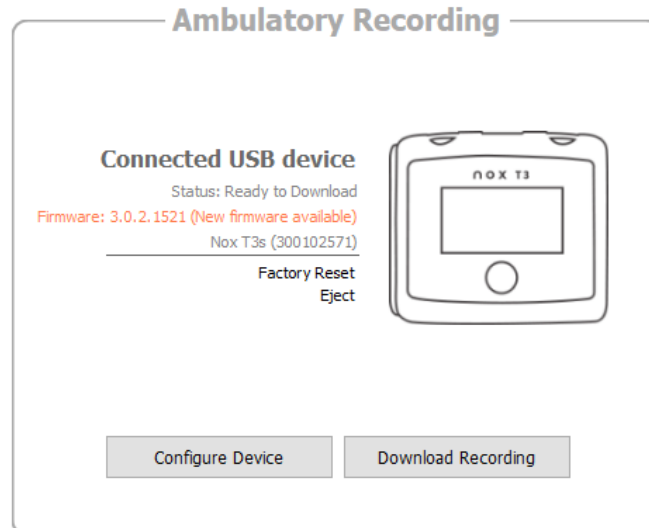 Ambulatory Recording
Connected USB device
Status: Ready to Download
Firmware: 3.0.2.1521 (New firmware available)
Nox T3s (300102571)
Factory Reset
Eject
nox T3
Configure Device
Download Recording